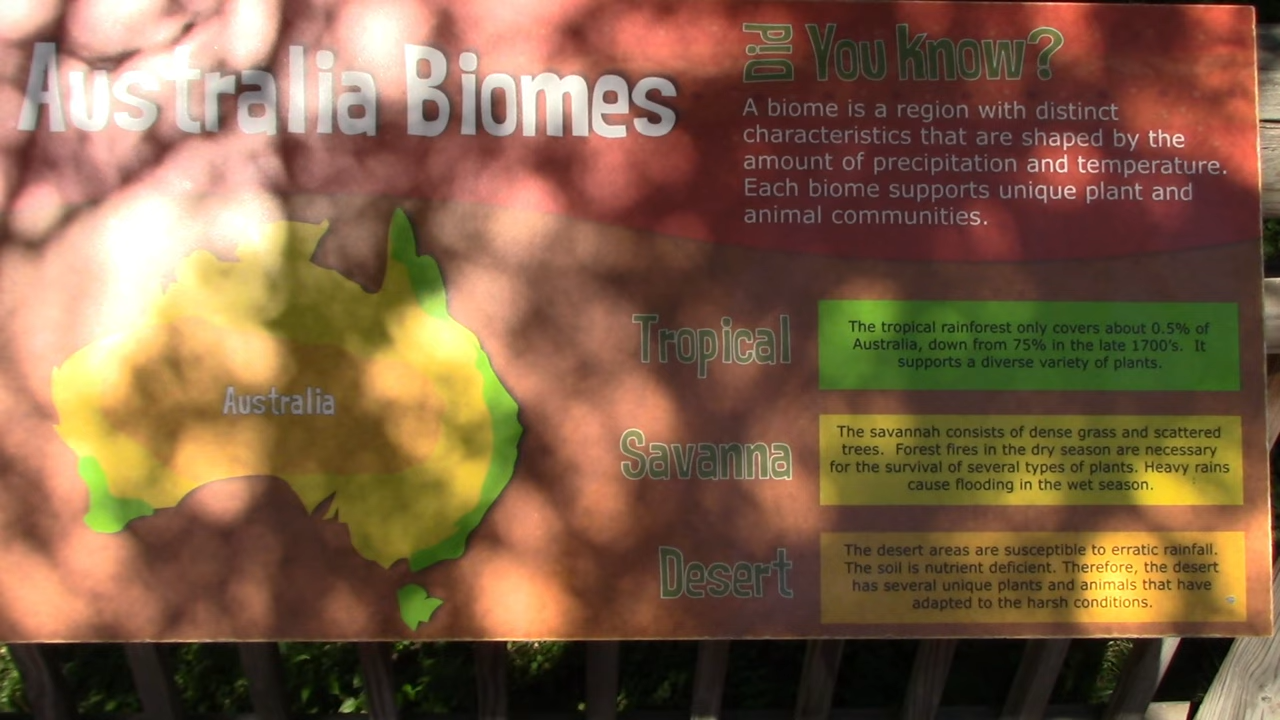 Australia Biomes
Did You Know?
A biome is a region with distinct
characteristics that are shaped by the
amount of precipitation and temperature.
Each biome supports unique plant and
animal communities.
Australia
Tropical
The tropical rainforest only covers about 0.5% of
Australia, down from 75% in the late 1700's. It
supports a diverse variety of plants.
Savanna
The savannah consists of dense grass and scattered
trees. Forest fires in the dry season are necessary
for the survival of several types of plants. Heavy rains
cause flooding in the wet season.
Desert
The desert areas are susceptible to erratic rainfall.
The soil is nutrient deficient. Therefore, the desert
has several unique plants and animals that have
adapted to the harsh conditions.